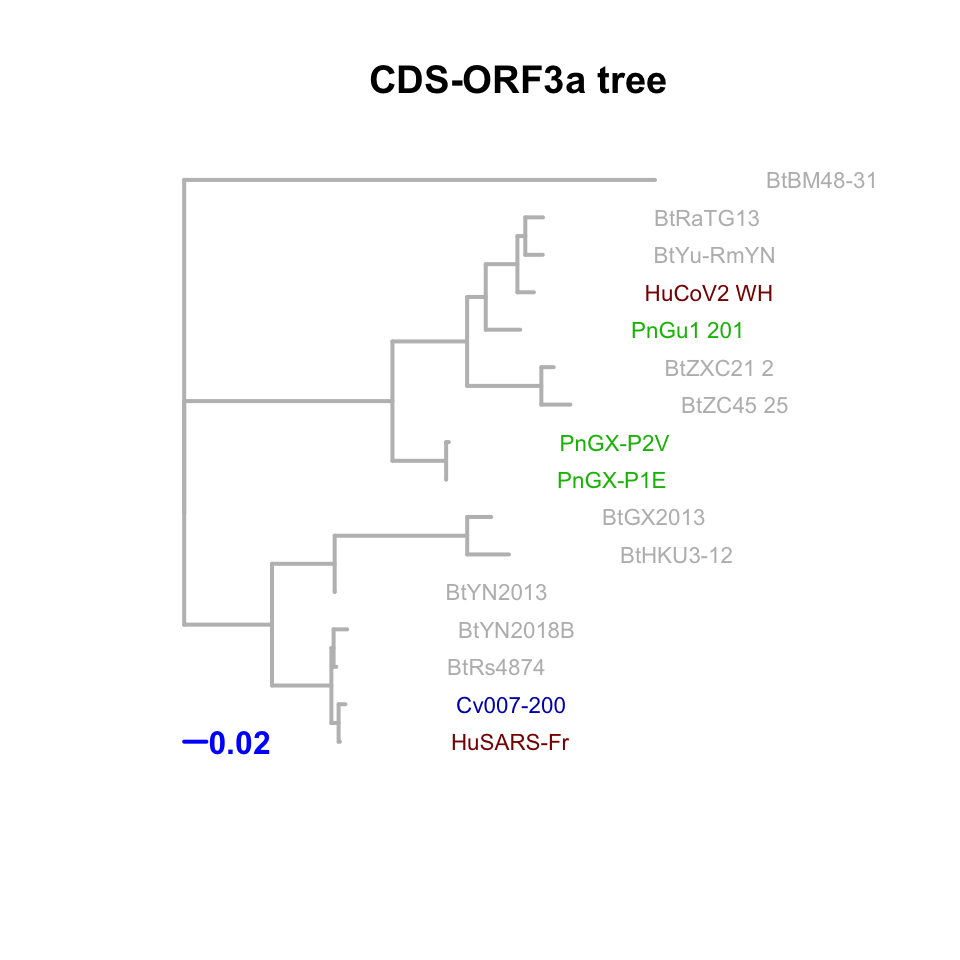 CDS-ORF3a tree
BtBM48-31
BtRaTG13
BtYu-RmYN
HuCoV2 WH
PnGu1 201
BtZXC21 2
BtZC45 25
PnGX-P2V
PnGX-P1E
BtGX2013
BtHKU3-12
BtYN2013
BtYN2018B
BtRs4874
Cv007-200
HuSARS-Fr
0.02